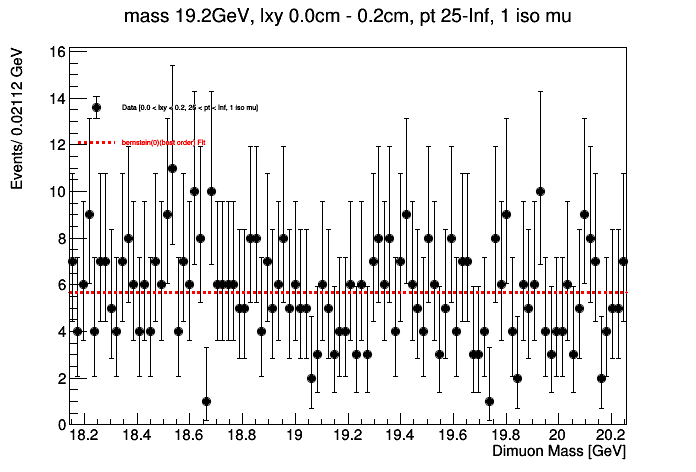 mass 19.2GeV, lxy 0.0cm - 0.2cm, pt 25-Inf, 1 iso mu
Events/ 0.02112 GeV
16
14
Data [0.0 < lxy < 0.2, 25 < pt < Inf, 1 iso mu]
12
bernstein(0)(best order) Fit
10
8
6
4
2
0
18.2 18.4 18.6 18.8 19 19.2 19.4 19.6 19.8 20 20.2
Dimuon Mass [GeV]